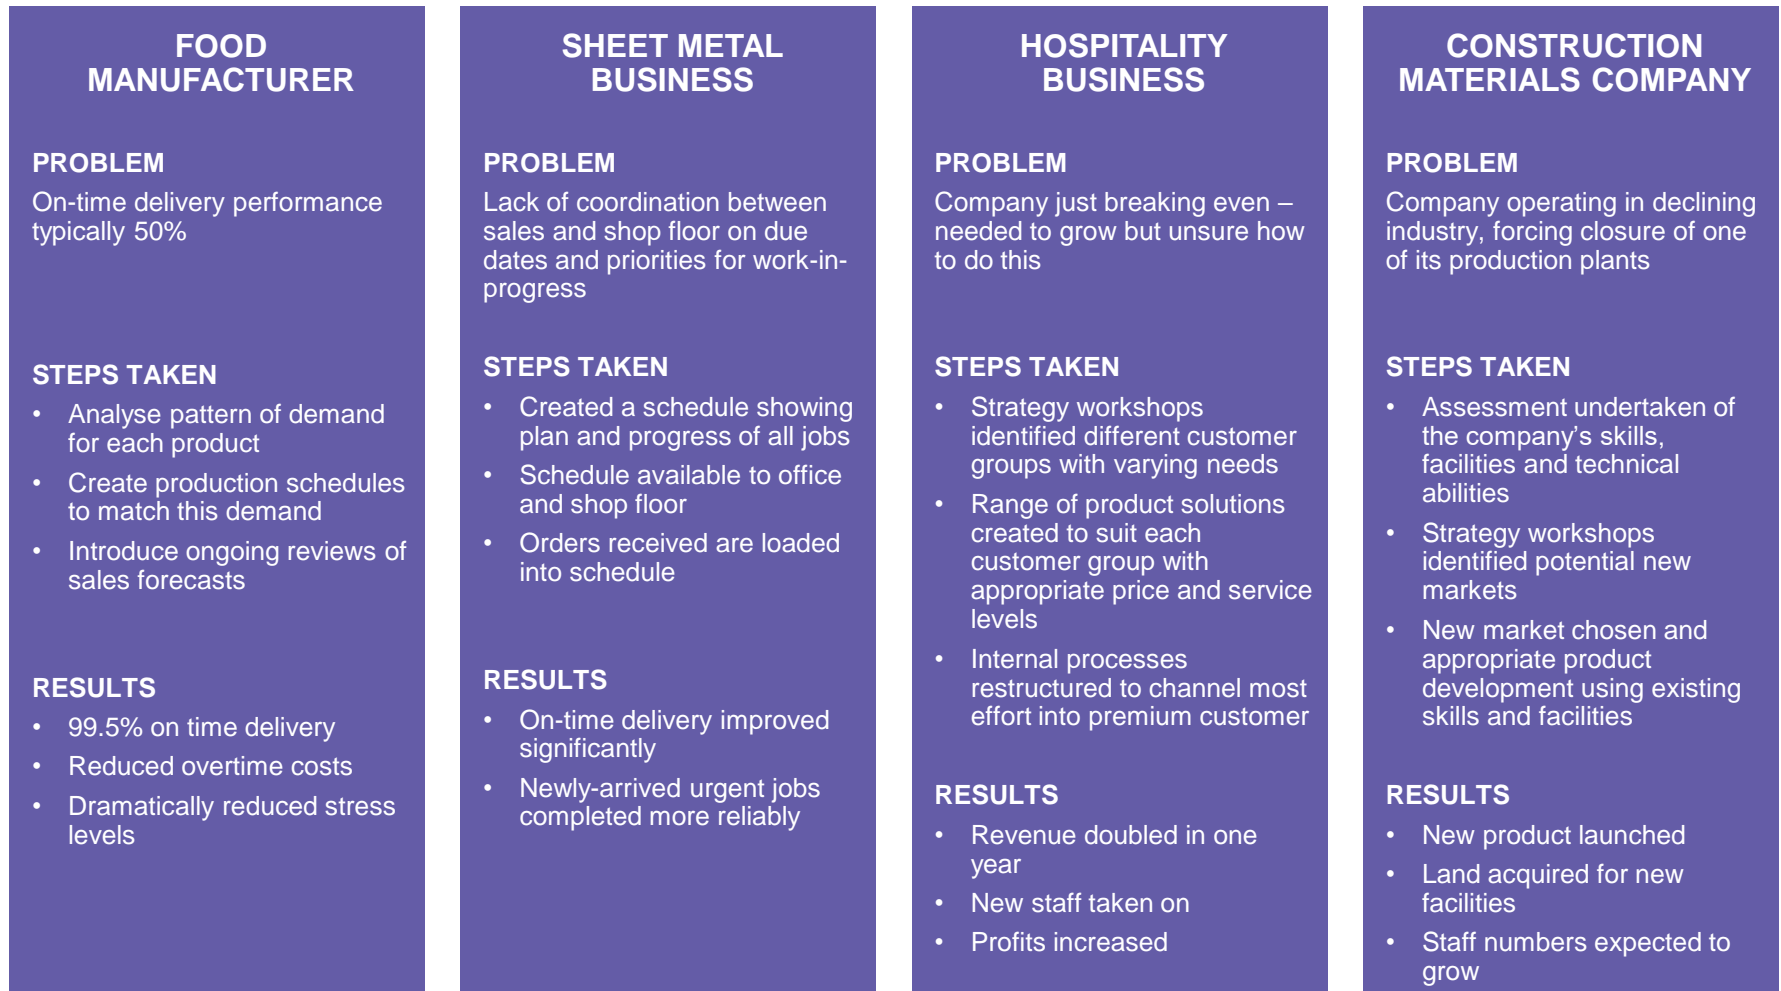 FOOD
MANUFACTURER
PROBLEM
On-time delivery performance
typically 50%
STEPS TAKEN
• Analyse pattern of demand
for each product
• Create production schedules
to match this demand
• Introduce ongoing reviews of
sales forecasts
RESULTS
• 99.5% on time delivery
• Reduced overtime costs
• Dramatically reduced stress
levels
SHEET METAL
BUSINESS
PROBLEM
Lack of coordination between
sales and shop floor on due
dates and priorities for work-in-
progress
STEPS TAKEN
• Created a schedule showing
plan and progress of all jobs
• Schedule available to office
and shop floor
• Orders received are loaded
into schedule
RESULTS
• On-time delivery improved
significantly
• Newly-arrived urgent jobs
completed more reliably
HOSPITALITY
BUSINESS
PROBLEM
Company just breaking even –
needed to grow but unsure how
to do this
STEPS TAKEN
• Strategy workshops
identified different customer
groups with varying needs
• Range of product solutions
created to suit each
customer group with
appropriate price and service
levels
• Internal processes
restructured to channel most
effort into premium customer
RESULTS
• Revenue doubled in one
year
• New staff taken on
• Profits increased
CONSTRUCTION
MATERIALS COMPANY
PROBLEM
Company operating in declining
industry, forcing closure of one
of its production plants
STEPS TAKEN
• Assessment undertaken of
the company’s skills,
facilities and technical
abilities
• Strategy workshops
identified potential new
markets
• New market chosen and
appropriate product
development using existing
skills and facilities
RESULTS
• New product launched
• Land acquired for new
facilities
• Staff numbers expected to
grow